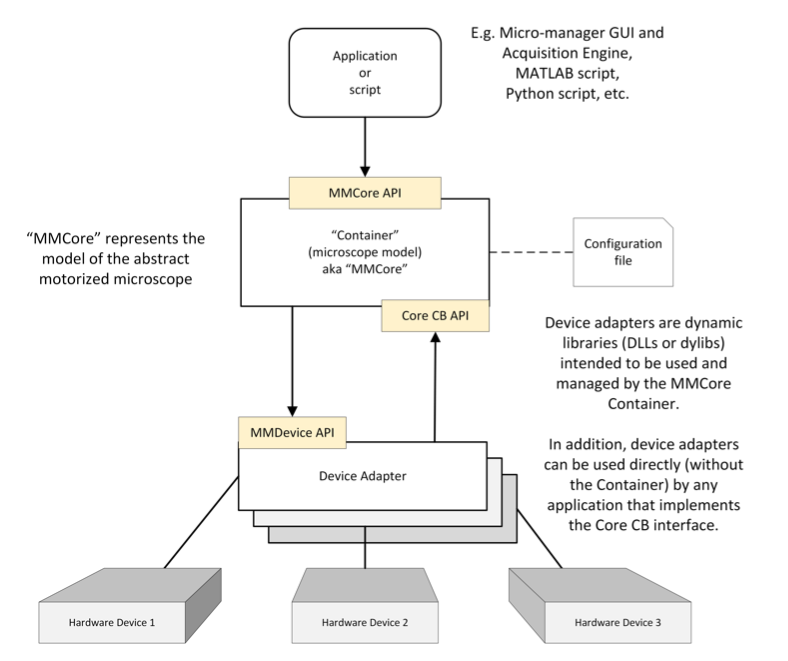 Application
or
script
E.g. Micro-manager GUI and
Acquisition Engine,
MATLAB script,
Python script, etc.
MMCore API
“Container”
(microscope model)
aka “MMCore”
“MMCore” represents the
model of the abstract
motorized microscope
Configuration
file
Core CB API
Device adapters are dynamic
libraries (DLLs or dylibs)
intended to be used and
managed by the MMCore
Container.
MMDevice API
Device Adapter
In addition, device adapters
can be used directly (without
the Container) by any
application that implements
the Core CB interface.
Hardware Device 1
Hardware Device 2
Hardware Device 3